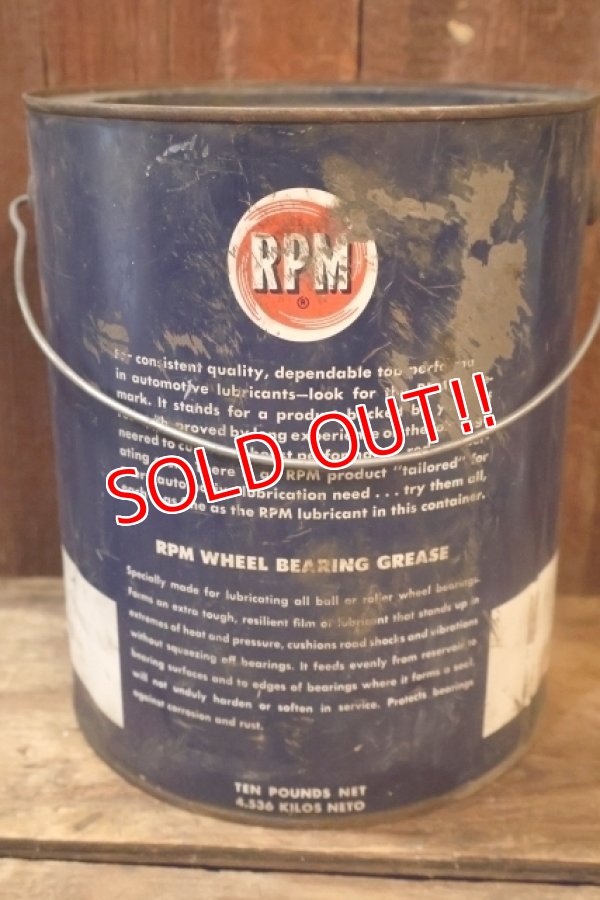 RPM
®
For consistent quality, dependable top
in automotive lubricants—look for the
mark. It stands for a product backed by
proved by long experience
neered to
RPM product "tailored" for
lubrication need . . . try them all,
as fine as the RPM lubricant in this container.
SOLD OUT!!
RPM WHEEL BEARING GREASE
Specially made for lubricating all ball or roller wheel bearings.
Forms an extra tough, resilient film of lubricant that stands up in
extremes of heat and pressure, cushions road shocks and vibrations
without squeezing off bearings. It feeds evenly from reservoir to
bearing surfaces and to edges of bearings where it forms a seal,
will not unduly harden or soften in service. Protects bearings
against corrosion and rust.
TEN POUNDS NET
4.536 KILOS NETO